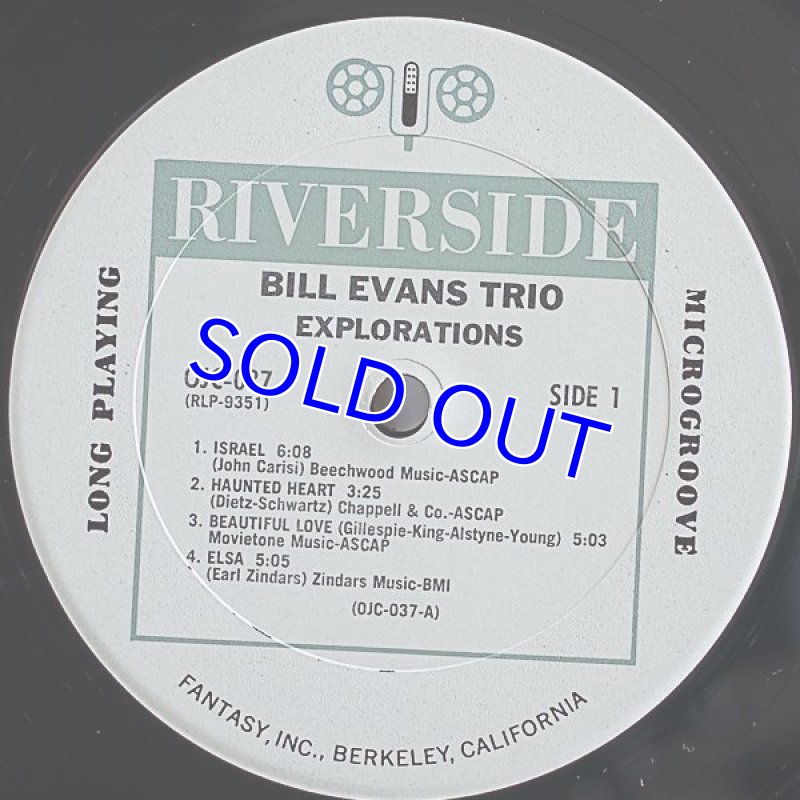 RIVERSIDE
BILL EVANS TRIO
EXPLORATIONS
LONG PLAYING
MICROGROOVE
OJC-037
(RLP-9351)
SIDE 1
SOLD OUT
1. ISRAEL 6:08
(John Carisi) Beechwood Music-ASCAP
2. HAUNTED HEART 3:25
(Dietz-Schwartz) Chappell & Co.-ASCAP
3. BEAUTIFUL LOVE (Gillespie-King-Alstyne-Young) 5:03
Movietone Music-ASCAP
4. ELSA 5:05
(Earl Zindars) Zindars Music-BMI
(OJC-037-A)
FANTASY, INC., BERKELEY, CALIFORNIA